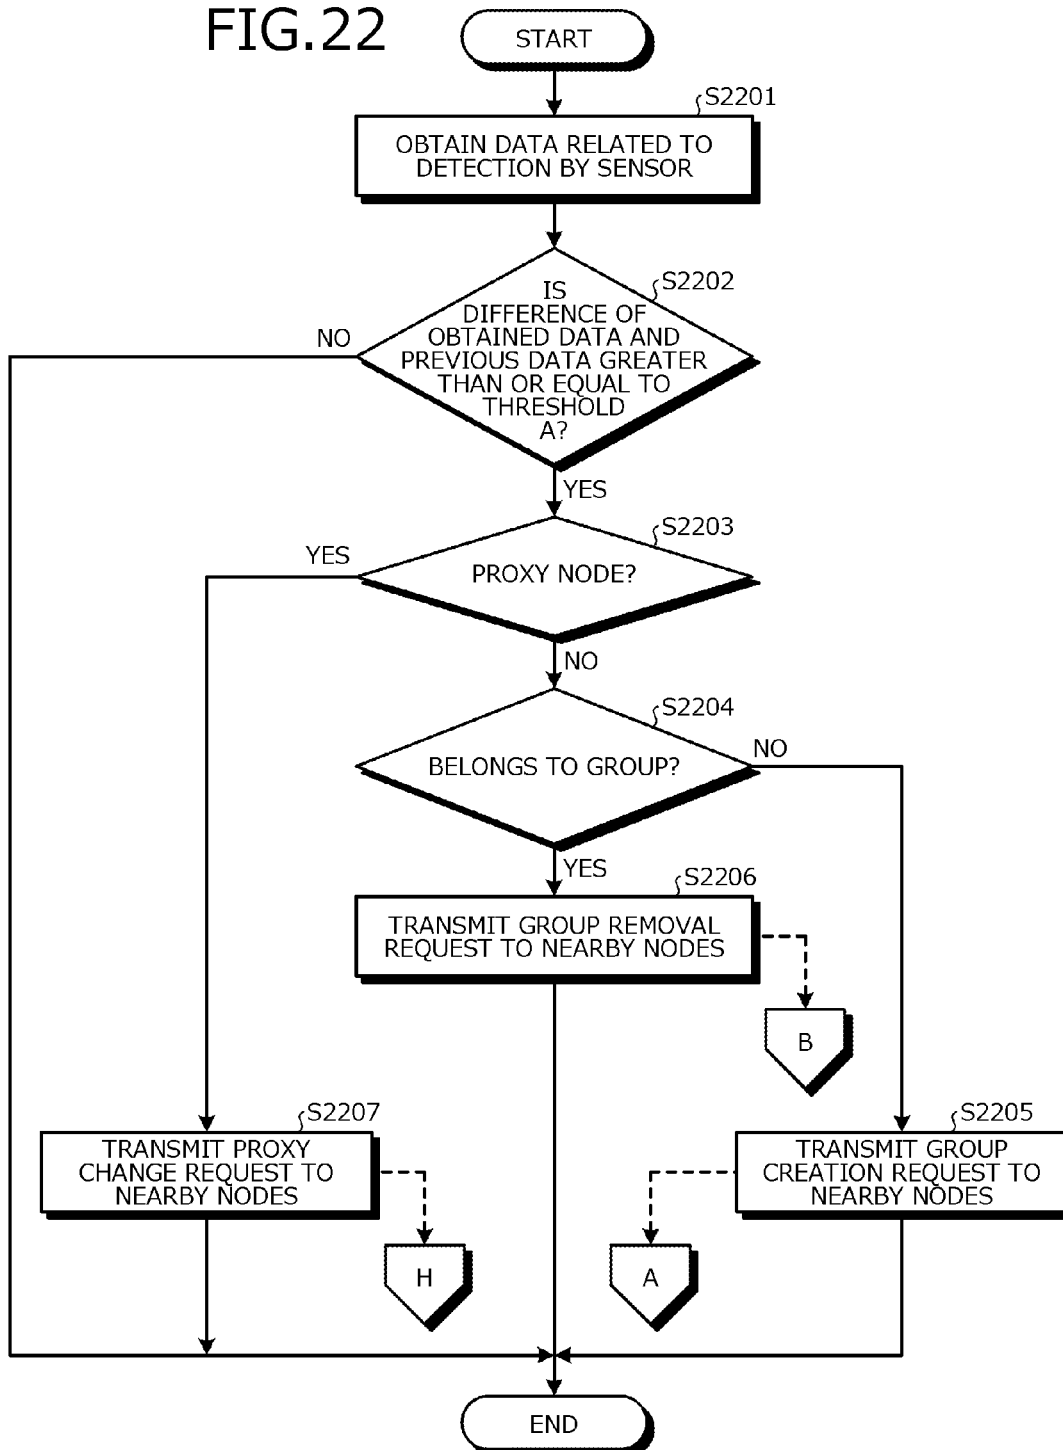 FIG.22
START
S2201
OBTAIN DATA RELATED TO
DETECTION BY SENSOR
S2202
IS
DIFFERENCE OF
OBTAINED DATA AND
PREVIOUS DATA GREATER
THAN OR EQUAL TO
THRESHOLD
A?
NO
YES
S2203
PROXY NODE?
YES
NO
S2204
BELONGS TO GROUP?
NO
YES
S2206
TRANSMIT GROUP REMOVAL
REQUEST TO NEARBY NODES
B
S2207
TRANSMIT PROXY
CHANGE REQUEST TO
NEARBY NODES
H
S2205
TRANSMIT GROUP
CREATION REQUEST TO
NEARBY NODES
A
END